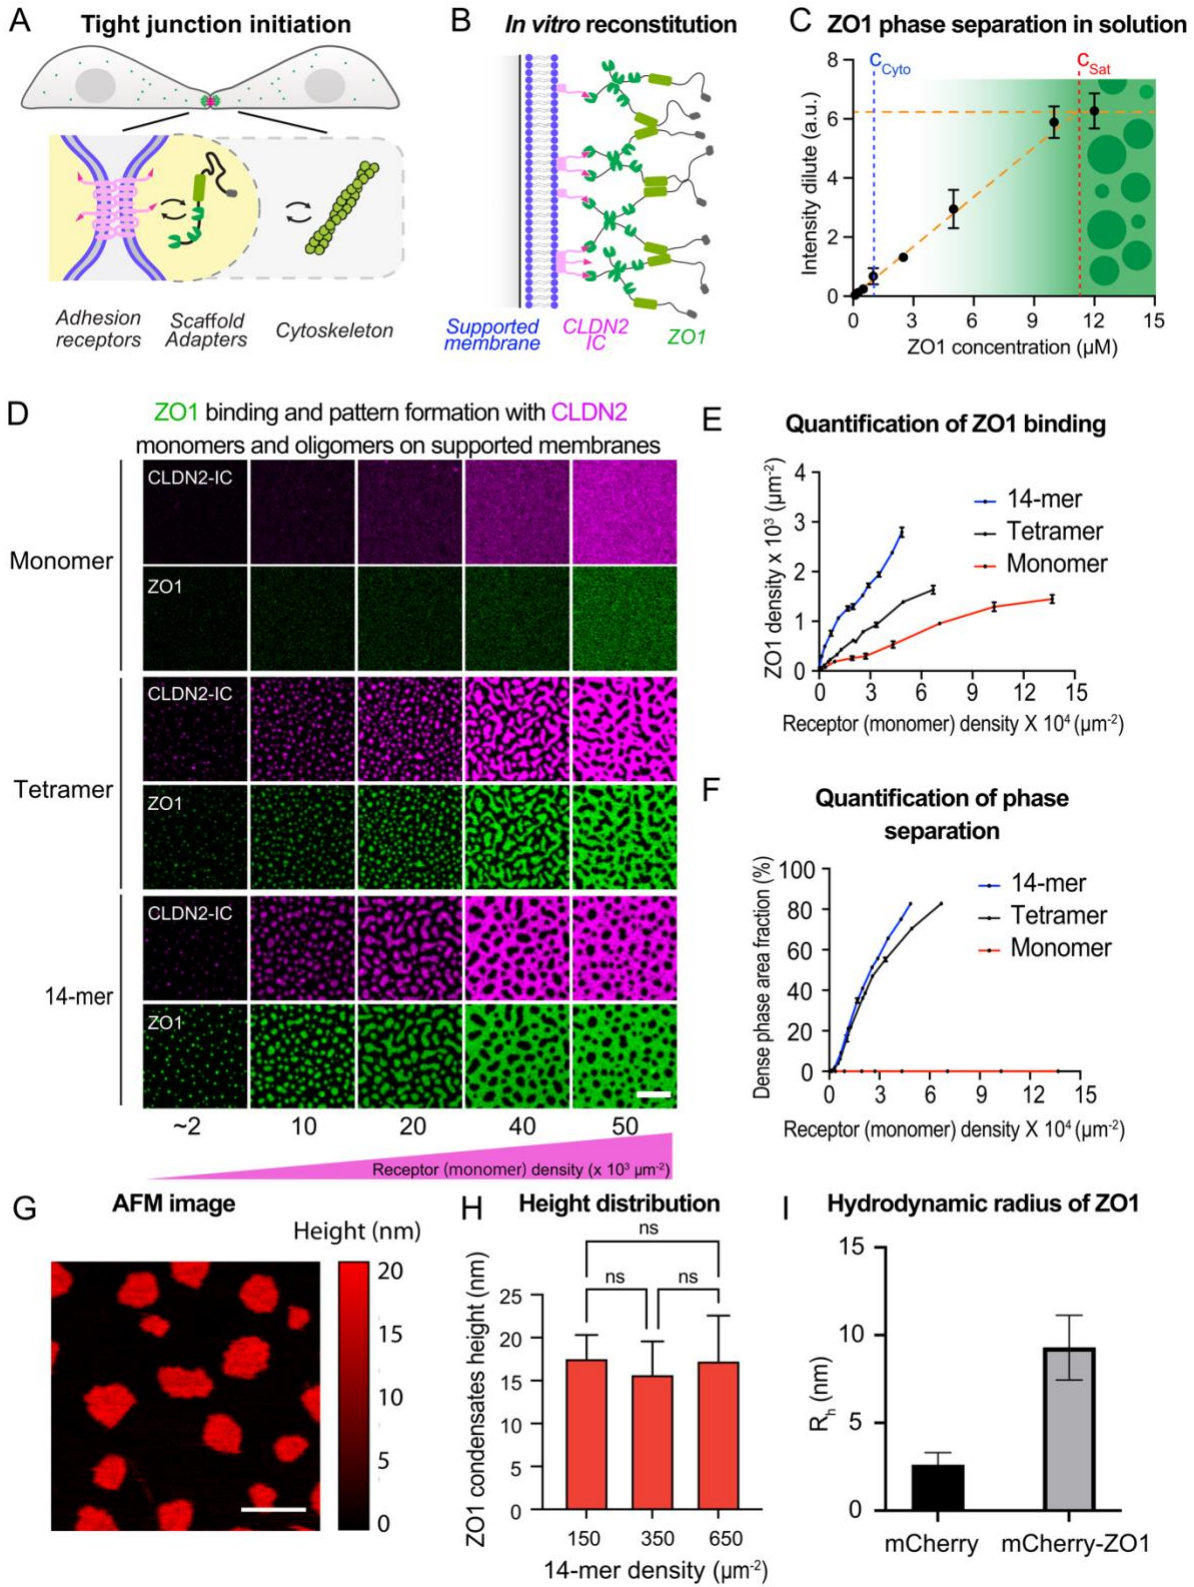 A
Tight junction initiation
Adhesion
receptors
Scaffold
Adapters
Cytoskeleton
B
In vitro reconstitution
Supported
membrane
CLDN2
IC
ZO1
C
ZO1 phase separation in solution
cCyto
cSat
Intensity dilute (a.u.)
8
6
4
2
0
0 3 6 9 12 15
ZO1 concentration (µM)
D
ZO1 binding and pattern formation with CLDN2
monomers and oligomers on supported membranes
Monomer
CLDN2-IC
ZO1
Tetramer
CLDN2-IC
ZO1
14-mer
CLDN2-IC
ZO1
~2 10 20 40 50
Receptor (monomer) density (x 10³ µm⁻²)
E
Quantification of ZO1 binding
ZO1 density x 10³ (µm⁻²)
4
3
2
1
0
14-mer
Tetramer
Monomer
0 3 6 9 12 15
Receptor (monomer) density X 10⁴ (µm⁻²)
F
Quantification of phase
separation
Dense phase area fraction (%)
100
80
60
40
20
0
14-mer
Tetramer
Monomer
0 3 6 9 12 15
Receptor (monomer) density X 10⁴ (µm⁻²)
G
AFM image
Height (nm)
20
15
10
5
0
H
Height distribution
ns
ns
ns
ZO1 condensates height (nm)
25
20
15
10
5
0
150 350 650
14-mer density (µm⁻²)
I
Hydrodynamic radius of ZO1
Rh (nm)
15
10
5
0
mCherry mCherry-ZO1